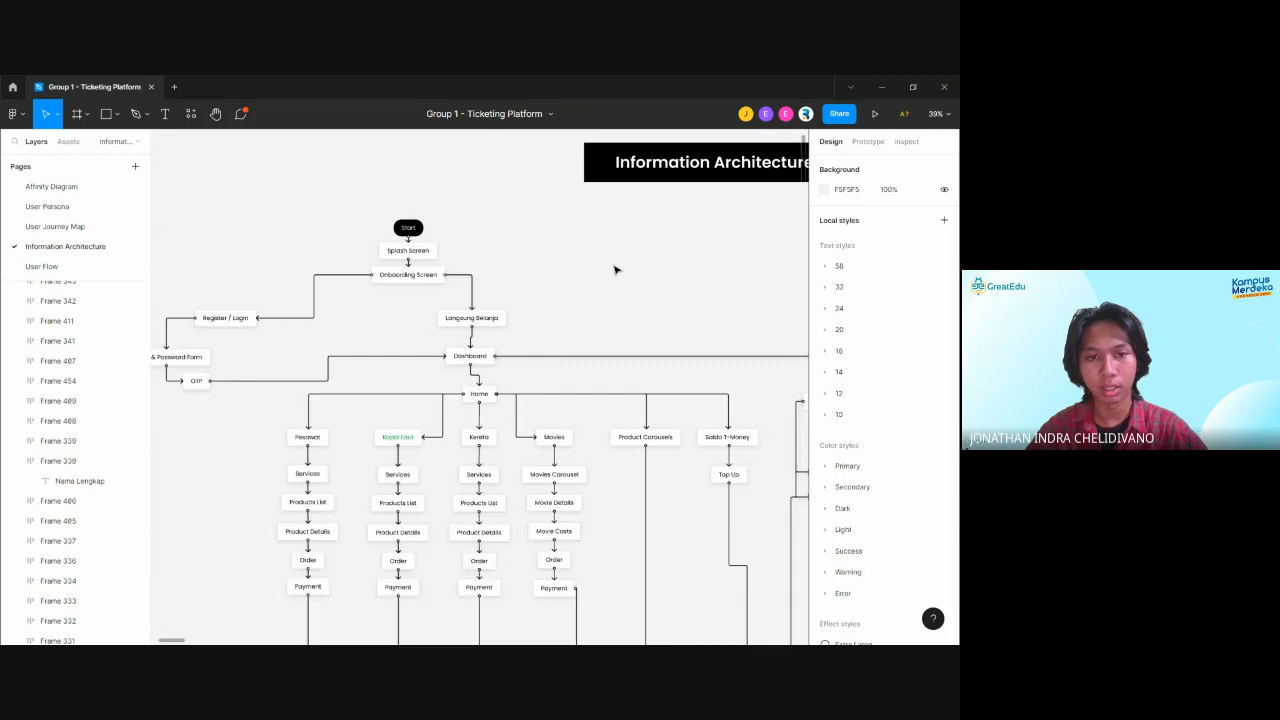 Group 1 - Ticketing Platform
Group 1 - Ticketing Platform
Share
A?
39%
J
E
E
Layers
Assets
Informat...
Pages
Affinity Diagram
User Persona
User Journey Map
Information Architecture
User Flow
Frame 343
Frame 342
Frame 411
Frame 341
Frame 407
Frame 454
Frame 409
Frame 408
Frame 339
Frame 338
Nama Lengkap
Frame 406
Frame 405
Frame 337
Frame 336
Frame 334
Frame 333
Frame 332
Frame 331
Information Architecture
Start
Splash Screen
Onboarding Screen
Register / Login
Langsung Belanja
& Password Form
Dashboard
OTP
Home
Pesawat
Kapal Laut
Kereta
Movies
Product Carousels
Saldo T-Money
Services
Services
Services
Movies Carousel
Top Up
Products List
Products List
Products List
Movie Details
Product Details
Product Details
Product Details
Movie Casts
Order
Order
Order
Order
Payment
Payment
Payment
Payment
Design
Prototype
Inspect
Background
F5F5F5
100%
Local styles
Text styles
58
32
24
20
16
14
12
10
Color styles
Primary
Secondary
Dark
Light
Success
Warning
Error
Effect styles
Extra Large
?
GreatEdu
Kampus
Merdeka
JONATHAN INDRA CHELIDIVANO